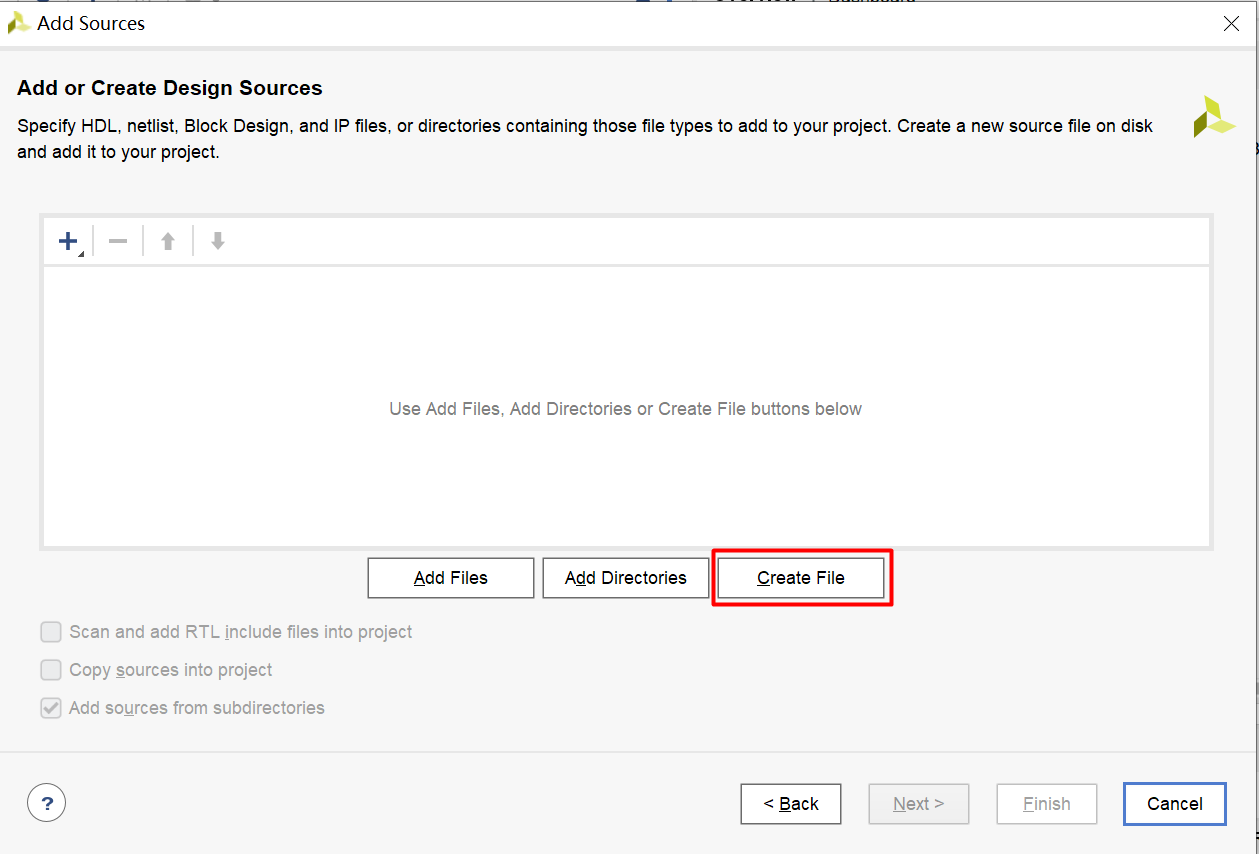 Add Sources
Add or Create Design Sources
Specify HDL, netlist, Block Design, and IP files, or directories containing those file types to add to your project. Create a new source file on disk
and add it to your project.
Use Add Files, Add Directories or Create File buttons below
Add Files
Add Directories
Create File
Scan and add RTL include files into project
Copy sources into project
Add sources from subdirectories
?
< Back
Next >
Finish
Cancel